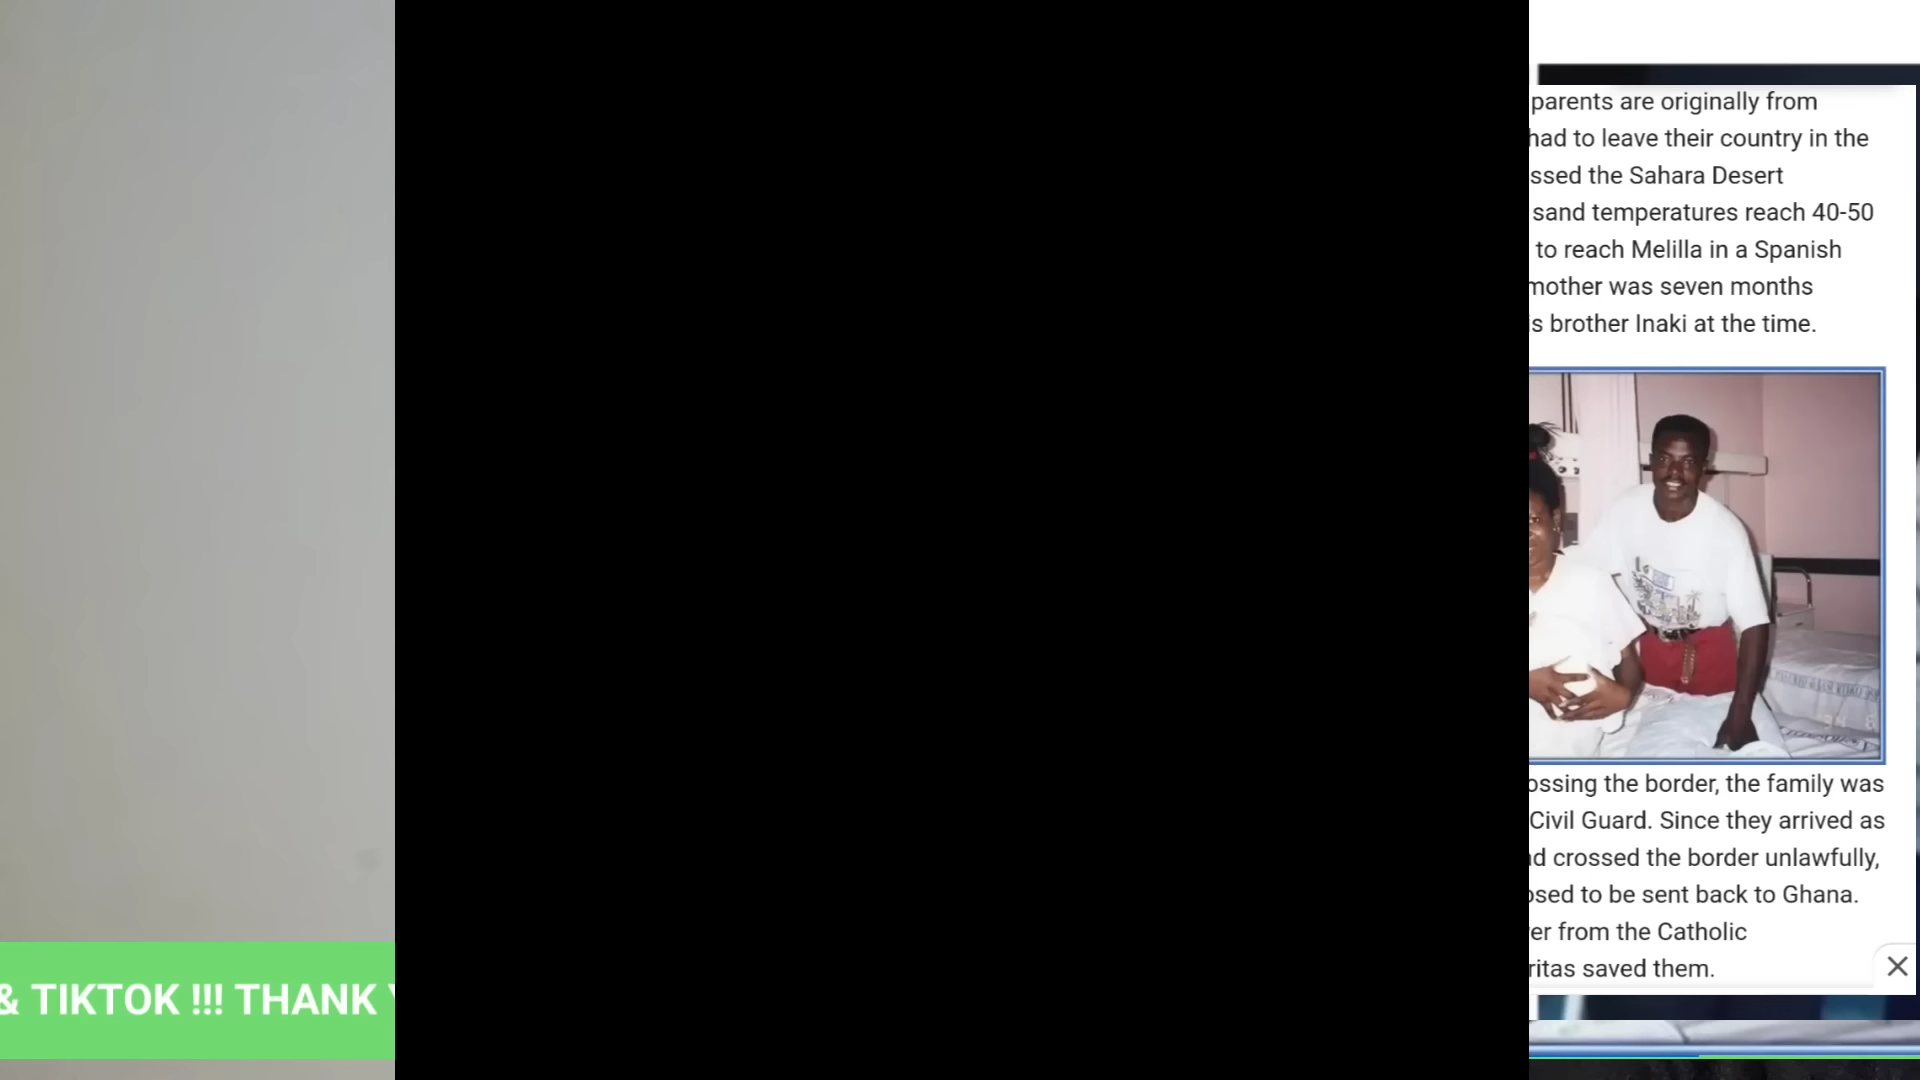 parents are originally from
had to leave their country in the
ssed the Sahara Desert
sand temperatures reach 40-50
to reach Melilla in a Spanish
mother was seven months
s brother Inaki at the time.
ossing the border, the family was
Civil Guard. Since they arrived as
d crossed the border unlawfully,
osed to be sent back to Ghana.
er from the Catholic
ritas saved them.
& TIKTOK !!! THANK